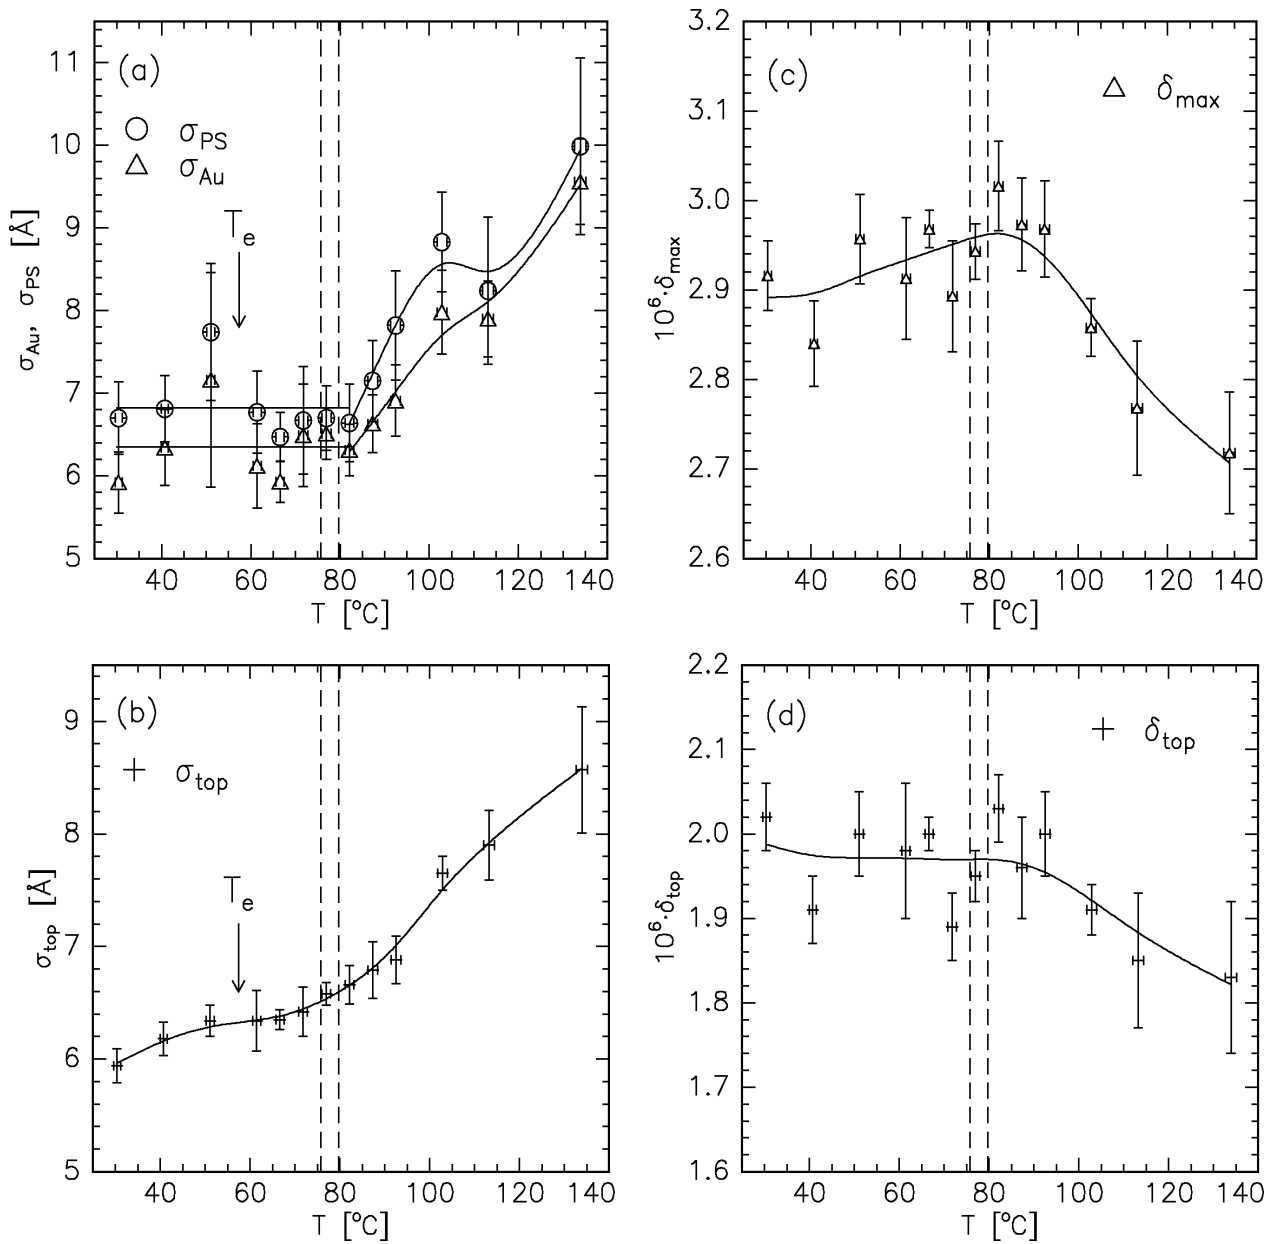 (a)
σPS
σAu
Te
11
10
9
8
7
6
5
σAu, σPS [Å]
40 60 80 100 120 140
T [°C]
(c)
δmax
3.2
3.1
3.0
2.9
2.8
2.7
2.6
10⁶·δmax
40 60 80 100 120 140
T [°C]
(b)
σtop
Te
9
8
7
6
5
σtop [Å]
40 60 80 100 120 140
T [°C]
(d)
δtop
2.2
2.1
2.0
1.9
1.8
1.7
1.6
10⁶·δtop
40 60 80 100 120 140
T [°C]